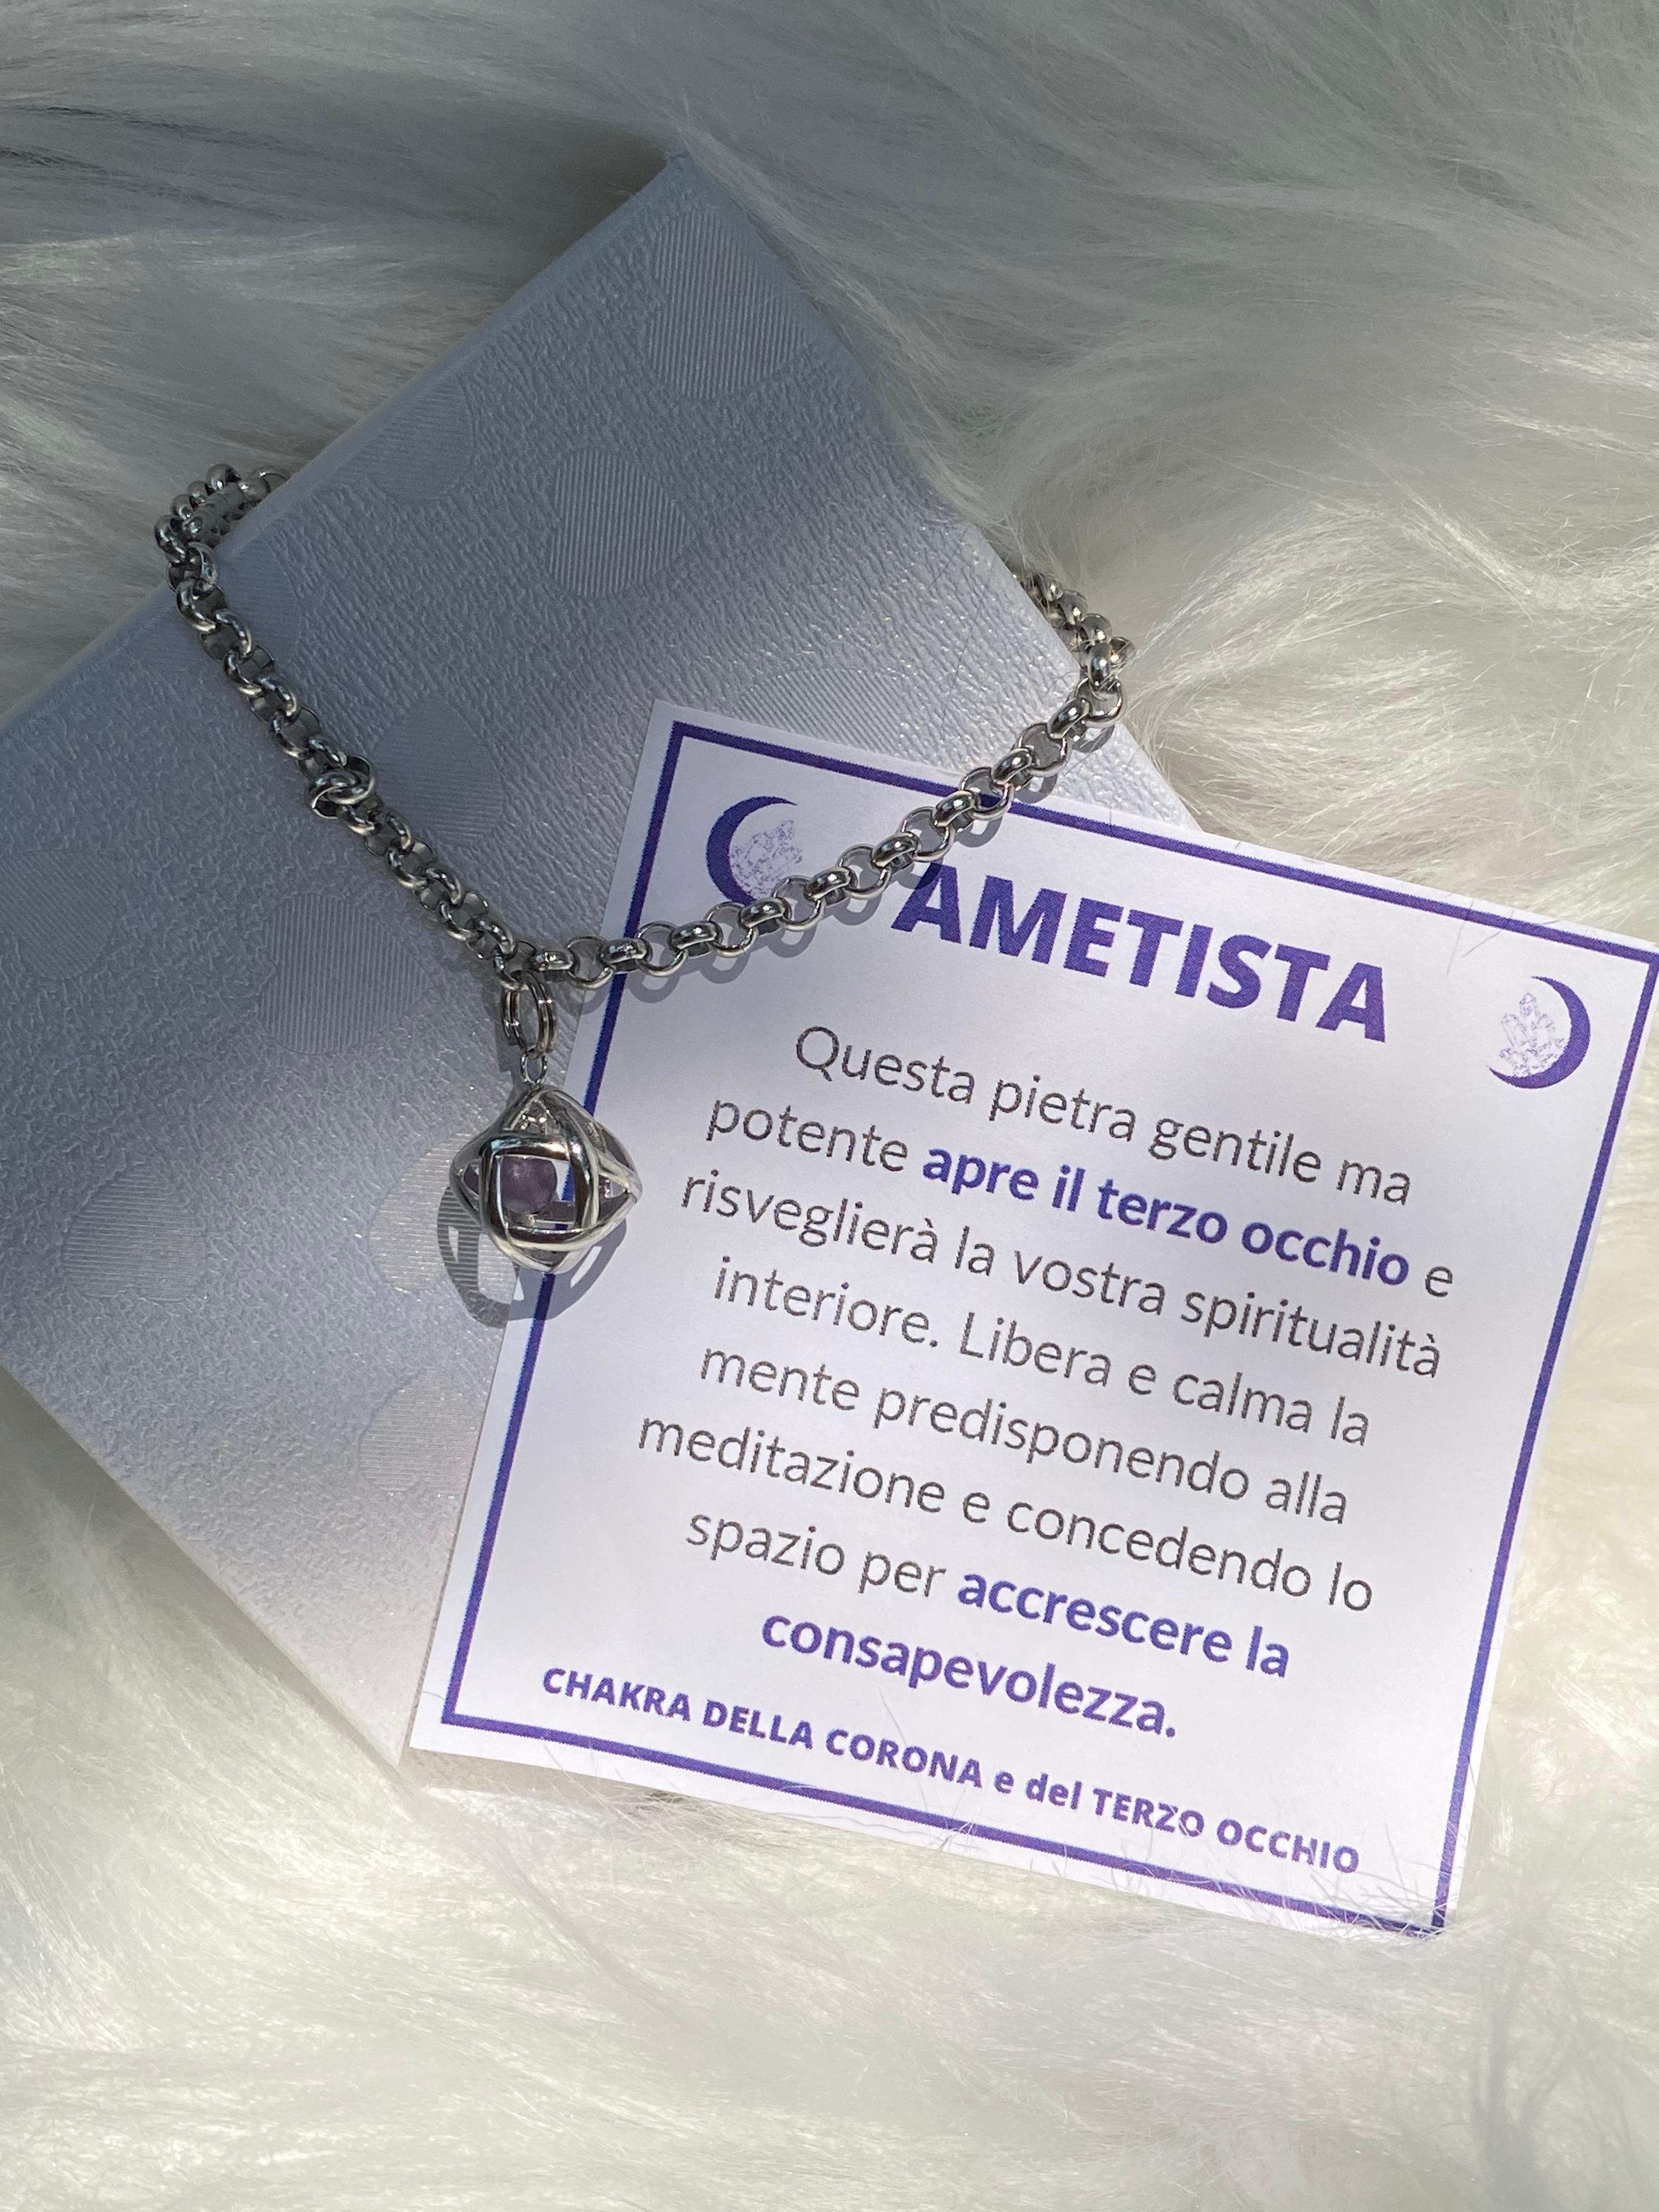 AMETISTA
Questa pietra gentile ma
potente apre il terzo occhio e
risveglierà la vostra spiritualità
interiore. Libera e calma la
mente predisponendo alla
meditazione e concedendo lo
spazio per accrescere la
consapevolezza.
CHAKRA DELLA CORONA e del TERZO OCCHIO